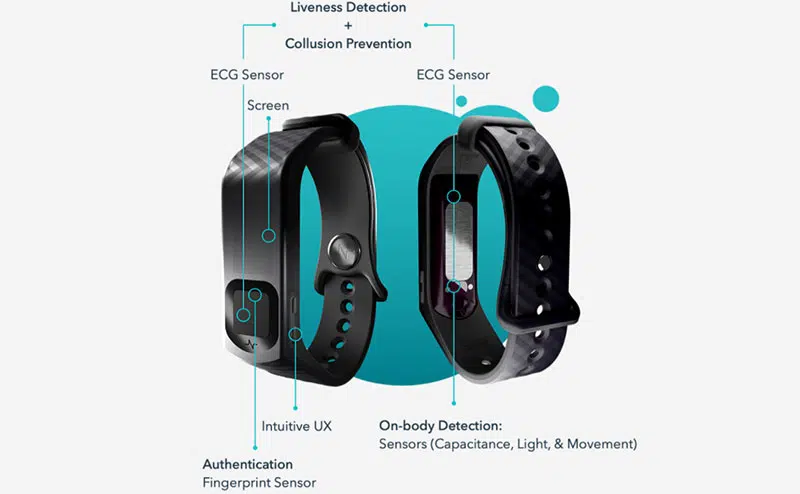 Liveness Detection
+
Collusion Prevention
ECG Sensor
ECG Sensor
Screen
Intuitive UX
On-body Detection:
Sensors (Capacitance, Light, & Movement)
Authentication
Fingerprint Sensor